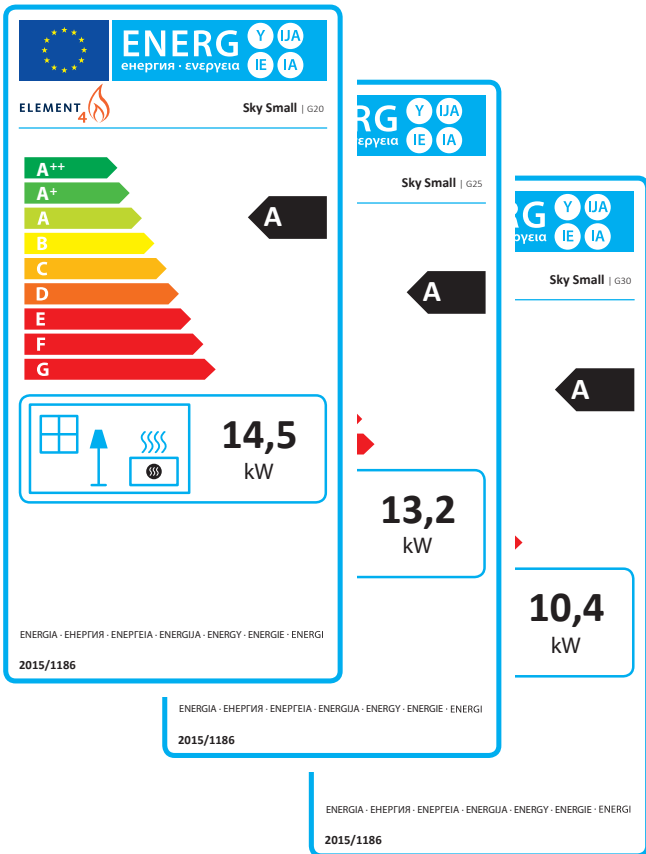 ENERG Y IJA
енергия · ενεργεια IE IA
ELEMENT 4
Sky Small | G20
A++
A+
A
B
C
D
E
F
G
A
14,5
kW
ENERGIA · ЕНЕРГИЯ · ΕΝΕΡΓΕΙΑ · ENERGIJA · ENERGY · ENERGIE · ENERGI
2015/1186
RG Y IJA
εργεια IE IA
Sky Small | G25
A
13,2
kW
ENERGIA · ЕНЕРГИЯ · ΕΝΕΡΓΕΙΑ · ENERGIJA · ENERGY · ENERGIE · ENERGI
2015/1186
RG Y IJA
ργεια IE IA
Sky Small | G30
A
10,4
kW
ENERGIA · ЕНЕРГИЯ · ΕΝΕΡΓΕΙΑ · ENERGIJA · ENERGY · ENERGIE · ENERGI
2015/1186